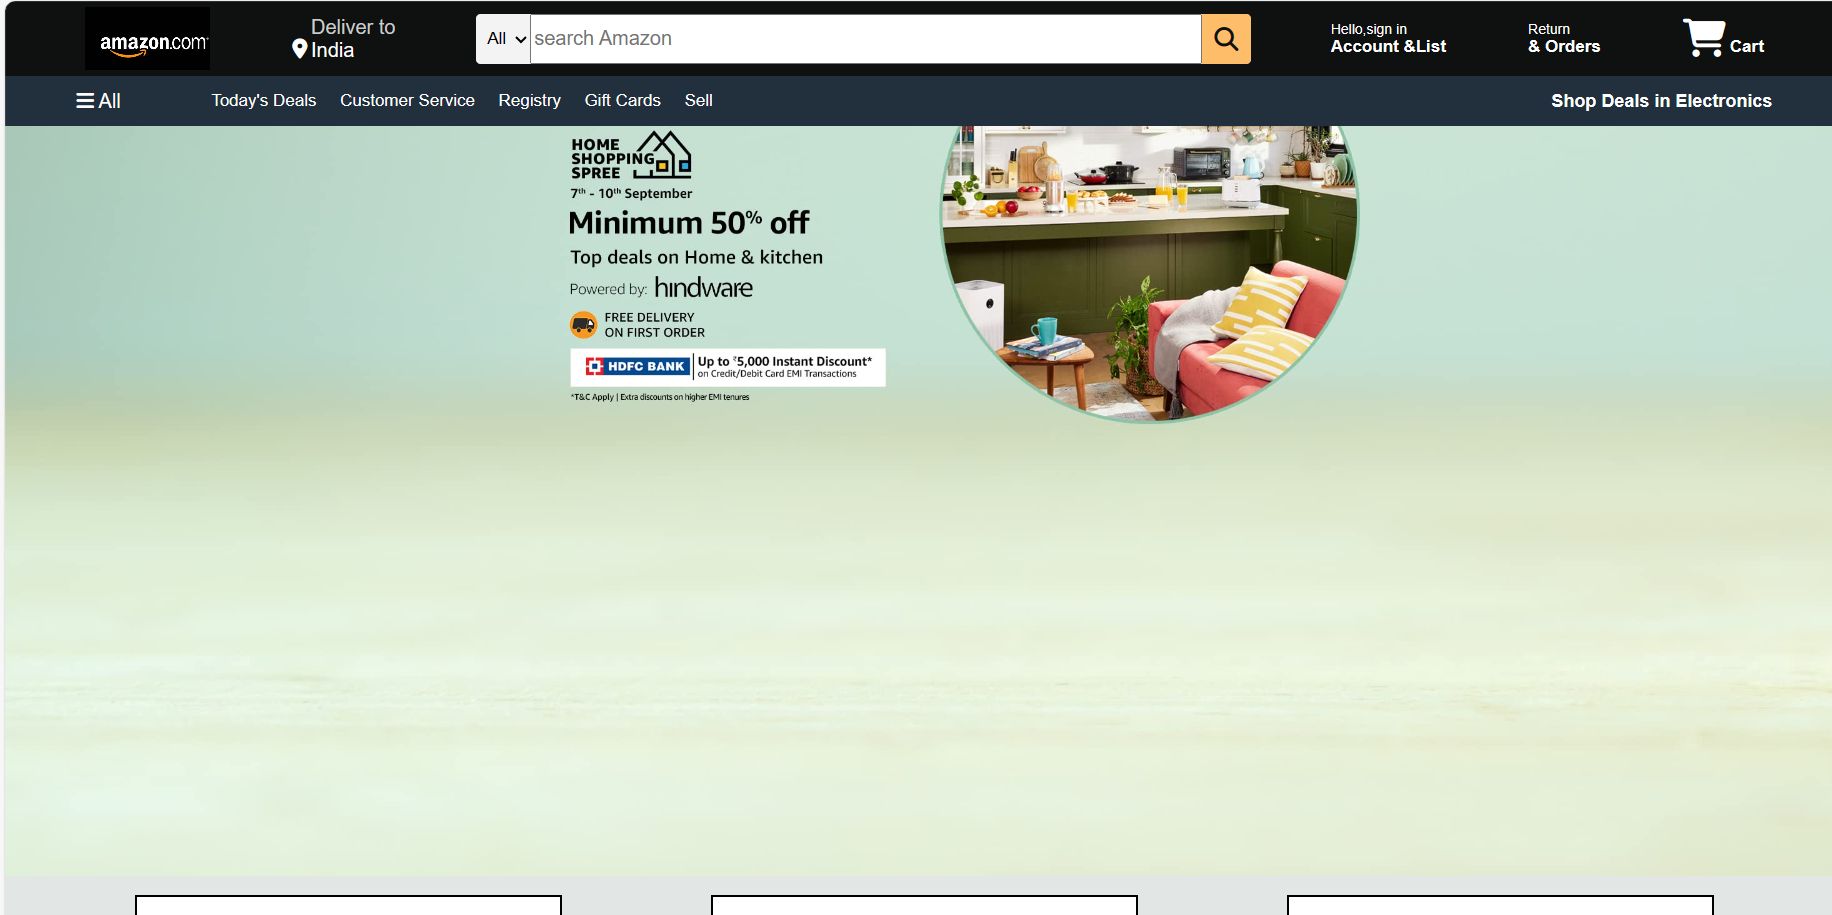 amazon.com
Deliver to
India
All
search Amazon
Hello,sign in
Account &List
Return
& Orders
Cart
All
Today's Deals
Customer Service
Registry
Gift Cards
Sell
Shop Deals in Electronics
HOME
SHOPPING
SPREE
7th - 10th September
Minimum 50% off
Top deals on Home & kitchen
Powered by: hindware
FREE DELIVERY
ON FIRST ORDER
HDFC BANK
Up to ₹5,000 Instant Discount*
on Credit/Debit Card EMI Transactions
*T&C Apply | Extra discounts on higher EMI tenures